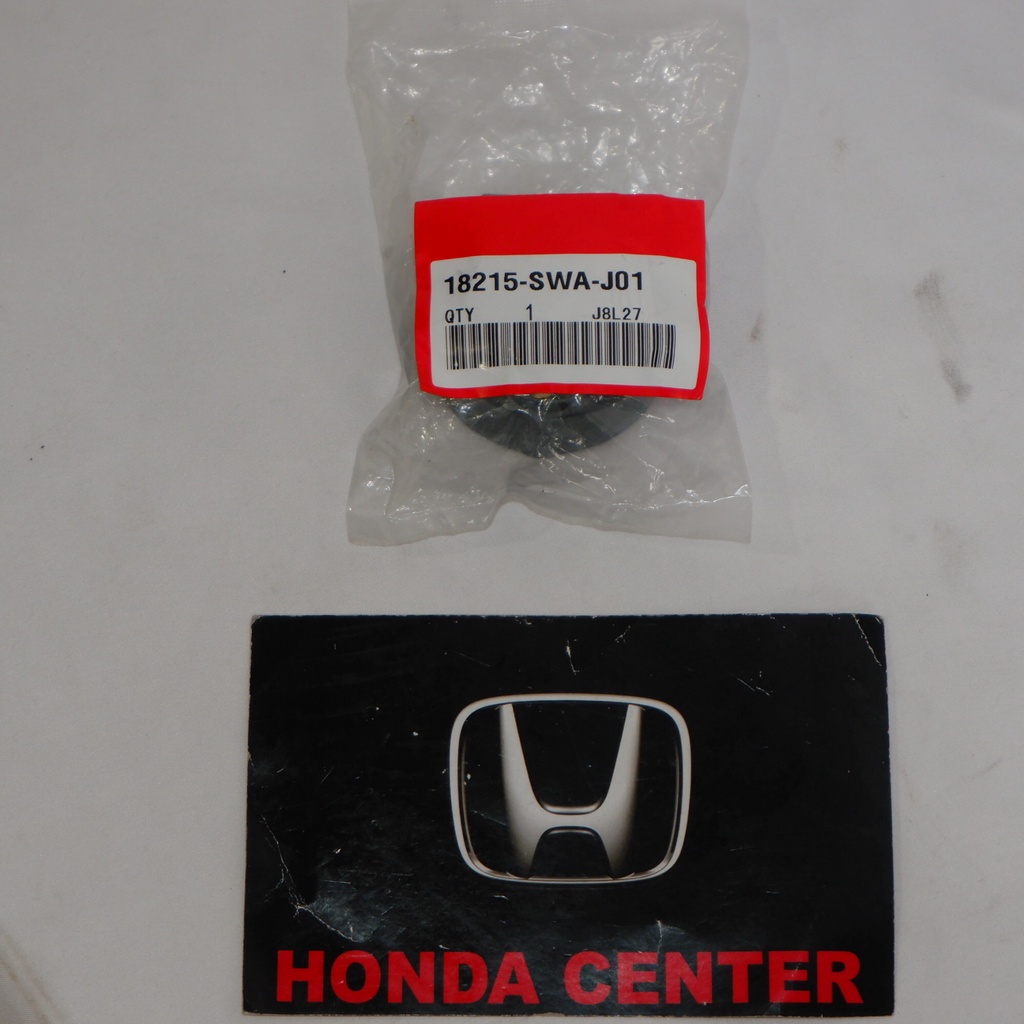 18215-SWA-J01
QTY 1 J8L27
HONDA CENTER